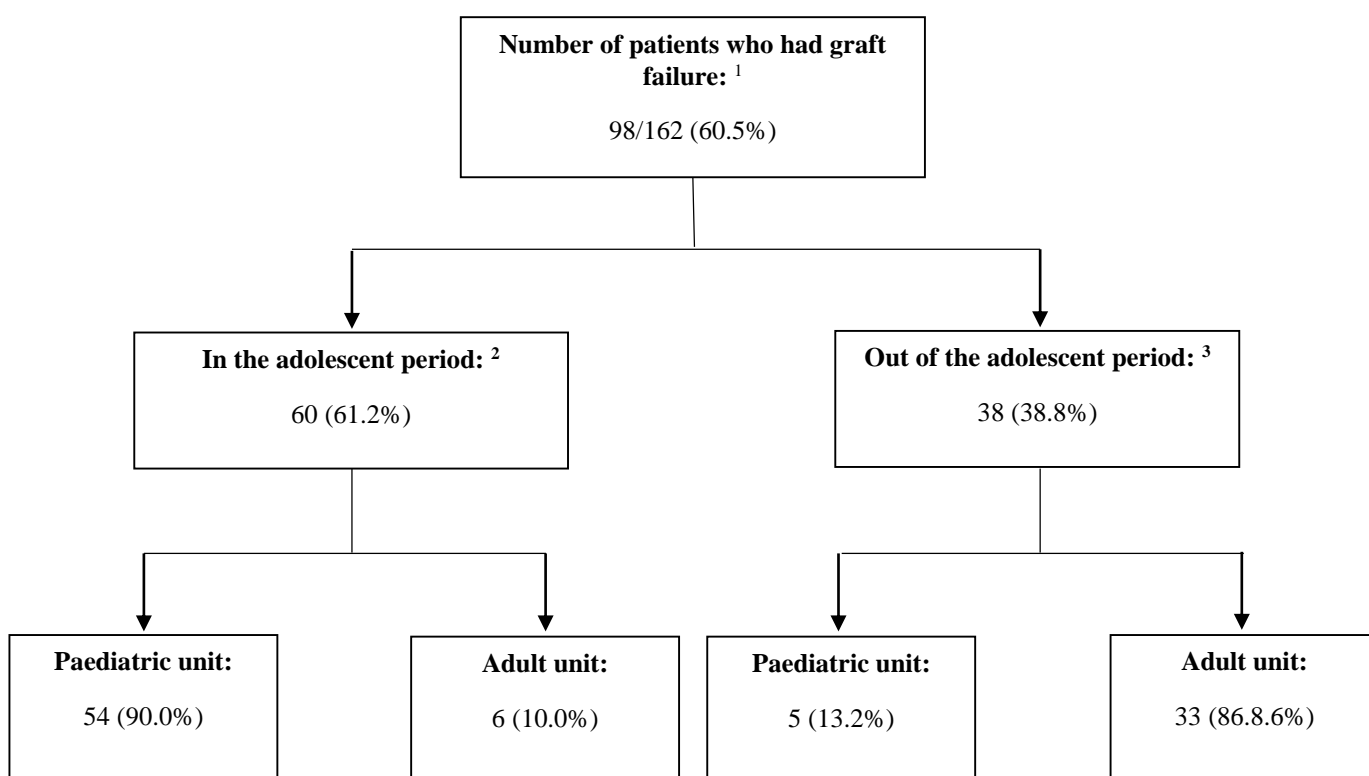 Number of patients who had graft
failure: 1
98/162 (60.5%)
In the adolescent period: 2
60 (61.2%)
Out of the adolescent period: 3
38 (38.8%)
Paediatric unit:
54 (90.0%)
Adult unit:
6 (10.0%)
Paediatric unit:
5 (13.2%)
Adult unit:
33 (86.8.6%)